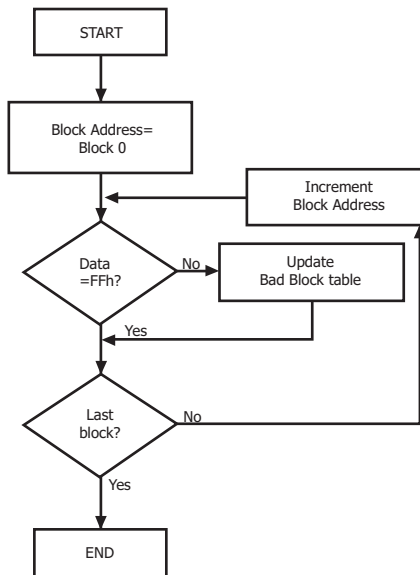 START
Block Address=
Block 0
Increment
Block Address
Data
=FFh?
No
Update
Bad Block table
Yes
Last
block?
No
Yes
END